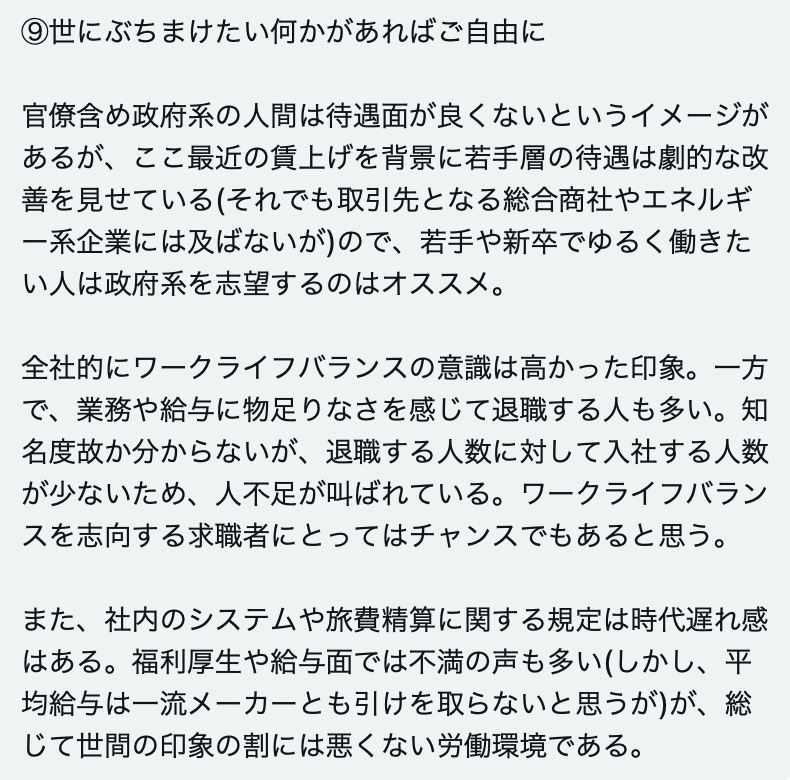 ⑨世にぶちまけたい何かがあればご自由に
官僚含め政府系の人間は待遇面が良くないというイメージが
あるが、ここ最近の賃上げを背景に若手層の待遇は劇的な改
善を見せている(それでも取引先となる総合商社やエネルギ
ー系企業には及ばないが)ので、若手や新卒でゆるく働きた
い人は政府系を志望するのはオススメ。
全社的にワークライフバランスの意識は高かった印象。一方
で、業務や給与に物足りなさを感じて退職する人も多い。知
名度故か分からないが、退職する人数に対して入社する人数
が少ないため、人不足が叫ばれている。ワークライフバラン
スを志向する求職者にとってはチャンスでもあると思う。
また、社内のシステムや旅費精算に関する規定は時代遅れ感
はある。福利厚生や給与面では不満の声も多い(しかし、平
均給与は一流メーカーとも引けを取らないと思うが)が、総
じて世間の印象の割には悪くない労働環境である。